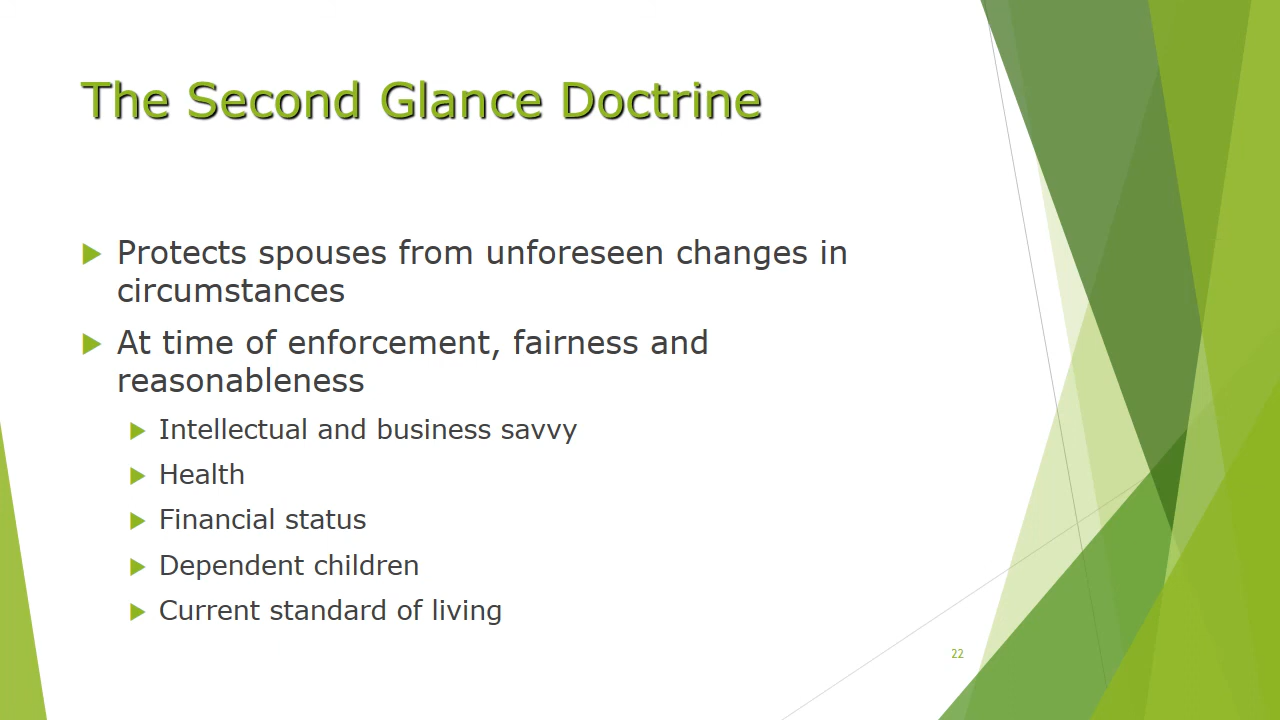 The Second Glance Doctrine
Protects spouses from unforeseen changes in
circumstances
At time of enforcement, fairness and
reasonableness
Intellectual and business savvy
Health
Financial status
Dependent children
Current standard of living
22